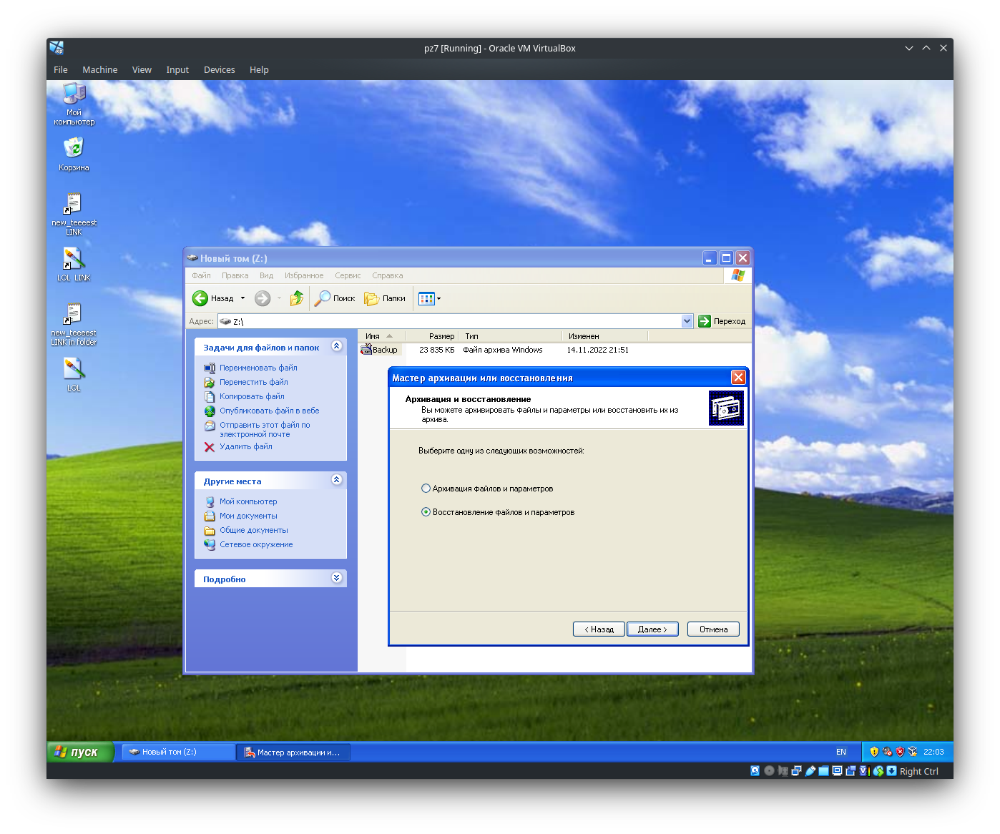 pz7 [Running] - Oracle VM VirtualBox
File Machine View Input Devices Help
Мой
компьютер
Корзина
new_teeeest
LINK
LOL LINK
new_teeeest
LINK in folder
LOL
Новый том (Z:)
Файл Правка Вид Избранное Сервис Справка
Назад Поиск Папки
Адрес: Z:\ Переход
Задачи для файлов и папок
Переименовать файл
Переместить файл
Копировать файл
Опубликовать файл в вебе
Отправить этот файл по
электронной почте
Удалить файл
Другие места
Мой компьютер
Мои документы
Общие документы
Сетевое окружение
Подробно
Имя Размер Тип Изменен
Backup 23 835 КБ Файл архива Windows 14.11.2022 21:51
Мастер архивации или восстановления
Архивация и восстановление
Вы можете архивировать файлы и параметры или восстановить их из
архива.
Выберите одну из следующих возможностей:
Архивация файлов и параметров
Восстановление файлов и параметров
< Назад Далее > Отмена
пуск Новый том (Z:) Мастер архивации и... EN 22:03
Right Ctrl